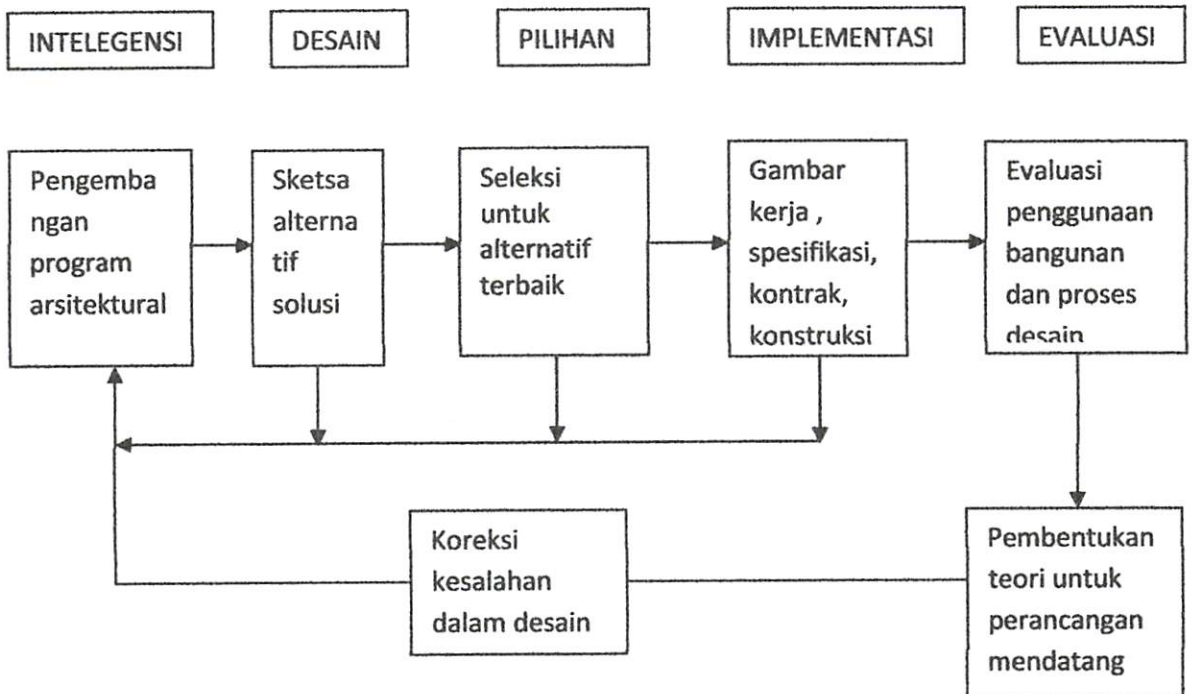 INTELEGENSI
DESAIN
PILIHAN
IMPLEMENTASI
EVALUASI
Pengemba
ngan
program
arsitektural
Sketsa
alterna
tif
solusi
Seleksi
untuk
alternatif
terbaik
Gambar
kerja ,
spesifikasi,
kontrak,
konstruksi
Evaluasi
penggunaan
bangunan
dan proses
desain
Koreksi
kesalahan
dalam desain
Pembentukan
teori untuk
perancangan
mendatang